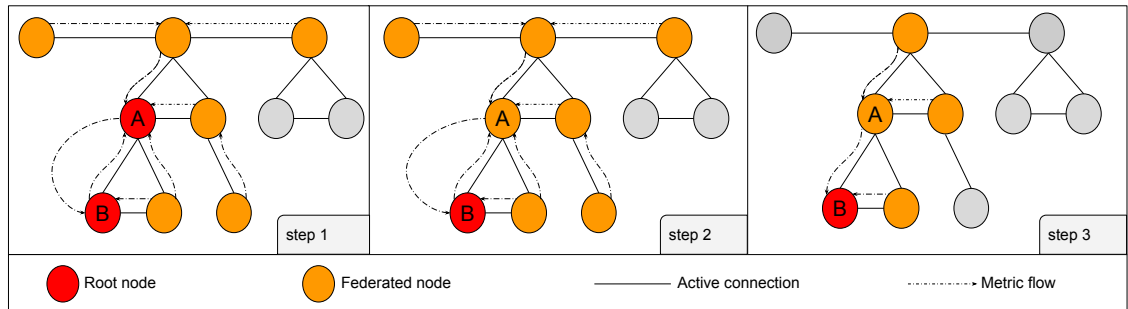 A
B
step 1
A
B
step 2
A
B
step 3
Root node
Federated node
Active connection
Metric flow